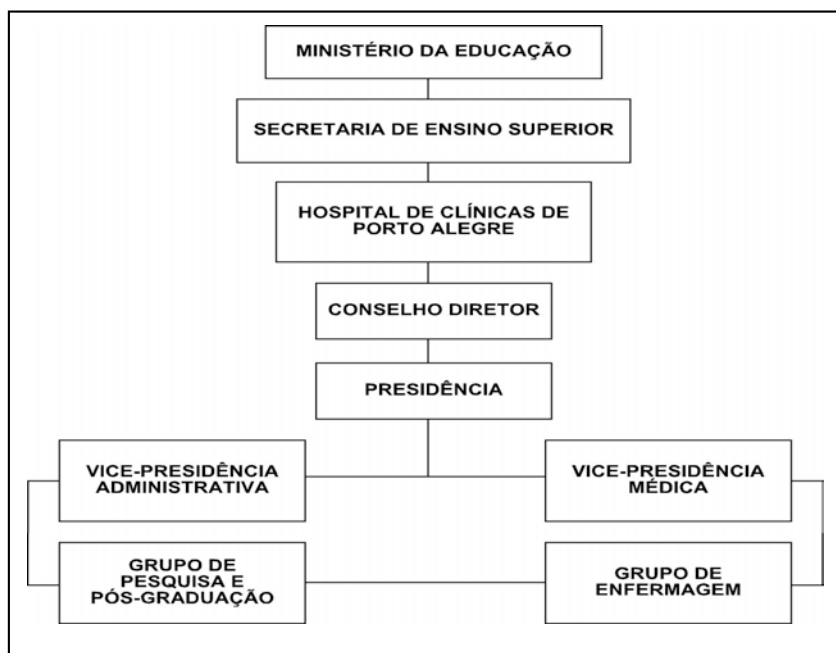 MINISTÉRIO DA EDUCAÇÃO
SECRETARIA DE ENSINO SUPERIOR
HOSPITAL DE CLÍNICAS DE
PORTO ALEGRE
CONSELHO DIRETOR
PRESIDÊNCIA
VICE-PRESIDÊNCIA
ADMINISTRATIVA
VICE-PRESIDÊNCIA
MÉDICA
GRUPO DE
PESQUISA E
PÓS-GRADUAÇÃO
GRUPO DE
ENFERMAGEM